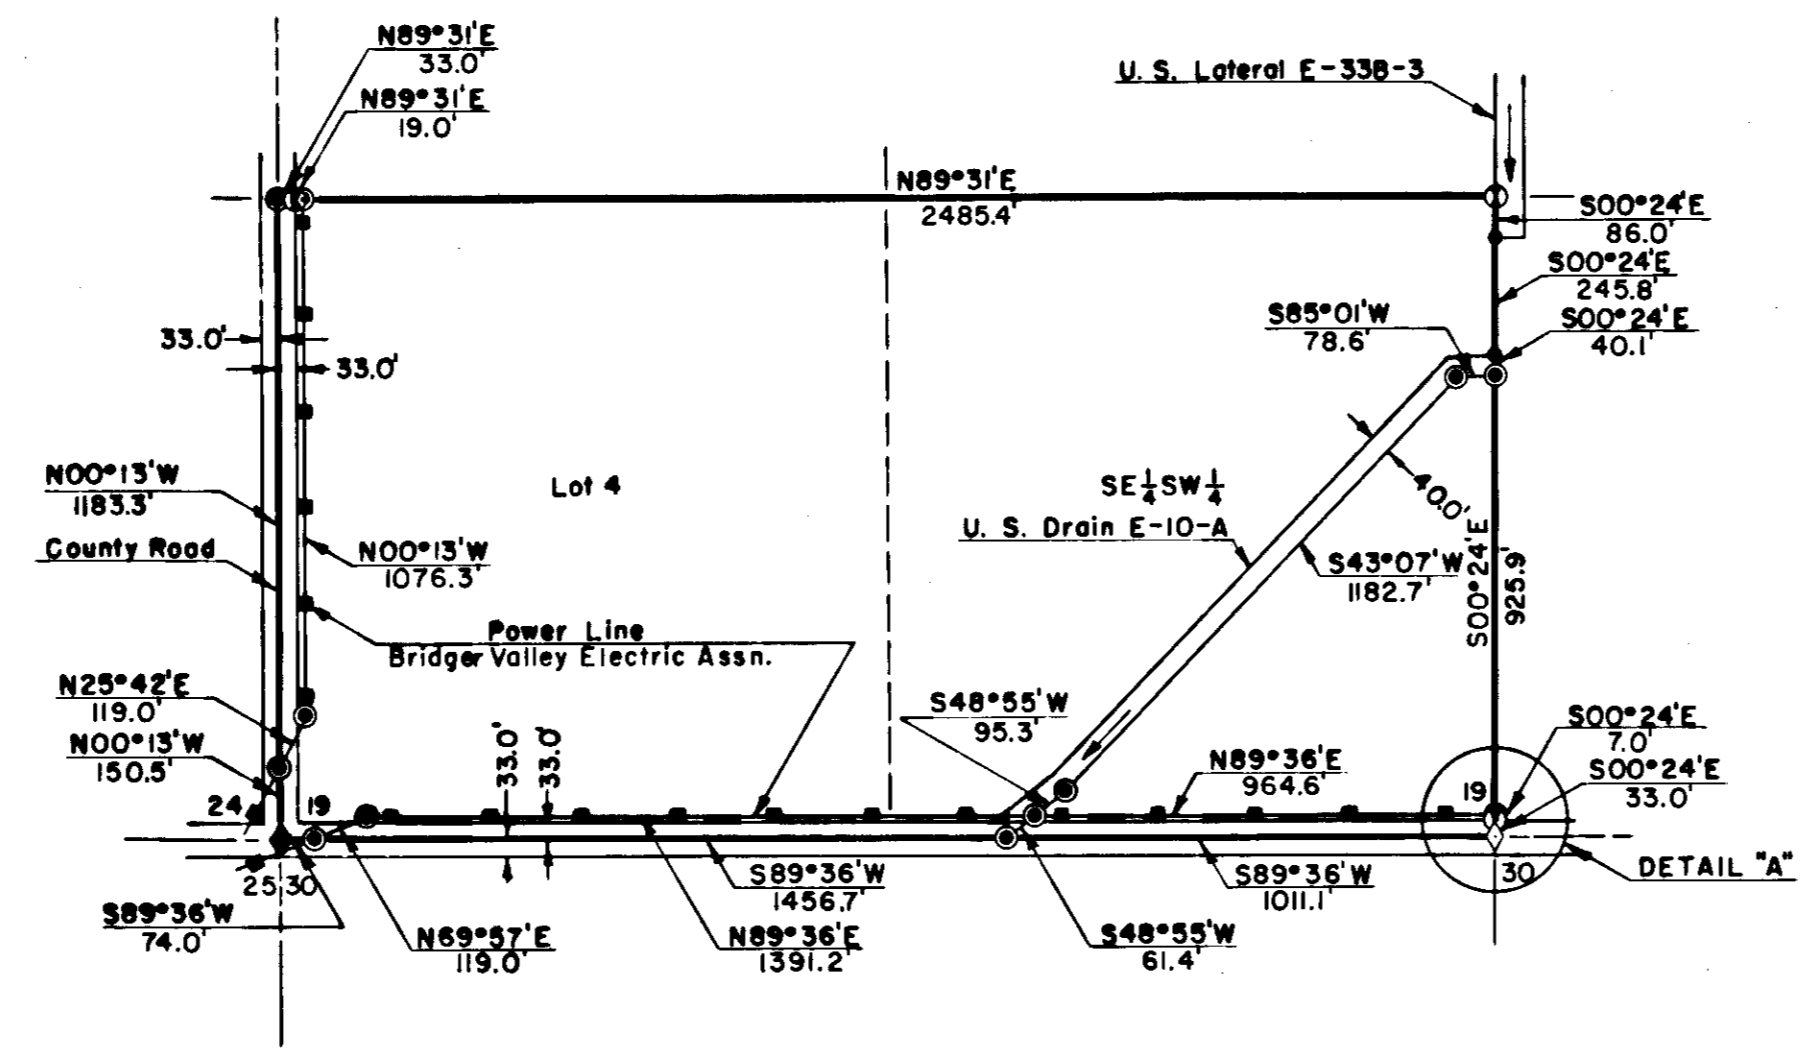 N89°31'E
33.0'
N89°31'E
19.0'
U. S. Lateral E-33B-3
N89°31'E
2485.4'
S00°24'E
86.0'
S00°24'E
245.8'
S85°01'W
78.6'
S00°24'E
40.1'
33.0'
33.0'
N00°13'W
1183.3'
Lot 4
SE¼SW¼
40.0'
U. S. Drain E-10-A
County Road
N00°13'W
1076.3'
S43°07'W
1182.7'
S00°24'E
925.9'
Power Line
Bridger Valley Electric Assn.
N25°42'E
119.0'
S48°55'W
95.3'
N00°13'W
150.5'
33.0'
33.0'
N89°36'E
964.6'
S00°24'E
7.0'
S00°24'E
33.0'
24
19
19
25
30
30
DETAIL "A"
S89°36'W
1456.7'
S89°36'W
1011.1'
S89°36'W
74.0'
N69°57'E
119.0'
N89°36'E
1391.2'
S48°55'W
61.4'